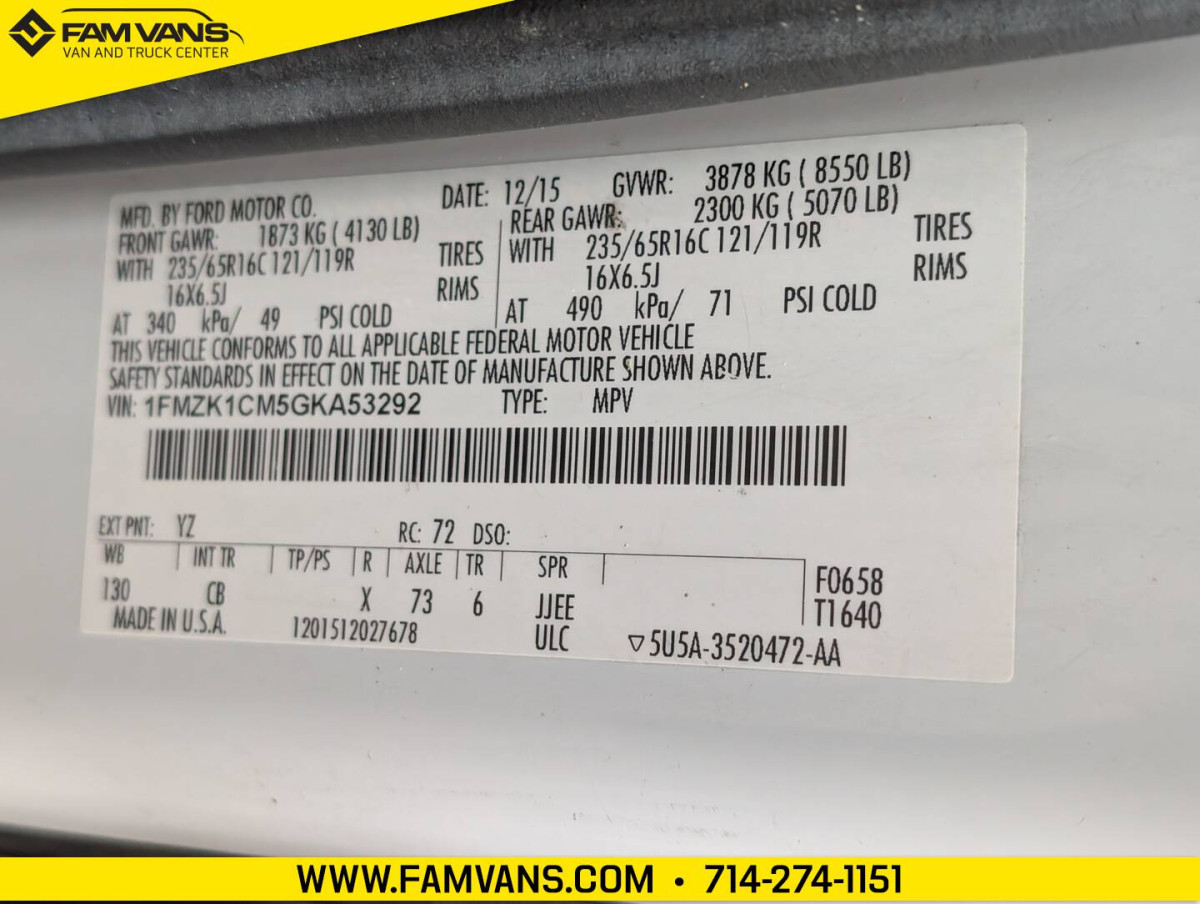 FAM VANS
VAN AND TRUCK CENTER
MFD. BY FORD MOTOR CO. DATE: 12/15 GVWR: 3878 KG ( 8550 LB)
FRONT GAWR: 1873 KG ( 4130 LB) REAR GAWR: 2300 KG ( 5070 LB)
WITH 235/65R16C 121/119R TIRES WITH 235/65R16C 121/119R TIRES
16X6.5J RIMS 16X6.5J RIMS
AT 340 kPa/ 49 PSI COLD AT 490 kPa/ 71 PSI COLD
THIS VEHICLE CONFORMS TO ALL APPLICABLE FEDERAL MOTOR VEHICLE
SAFETY STANDARDS IN EFFECT ON THE DATE OF MANUFACTURE SHOWN ABOVE.
VIN: 1FMZK1CM5GKA53292 TYPE: MPV
EXT PNT: YZ RC: 72 DSO:
WB INT TR TP/PS R AXLE TR SPR F0658
130 CB X 73 6 JJEE T1640
MADE IN U.S.A. 1201512027678 ULC ▽5U5A-3520472-AA
WWW.FAMVANS.COM • 714-274-1151